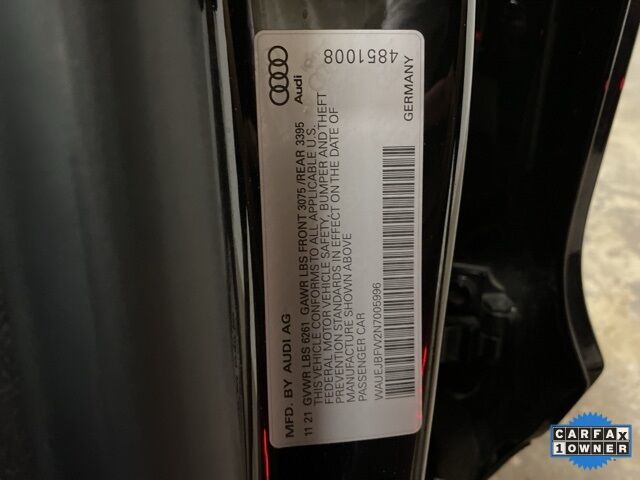 MFD. BY AUDI AG
11 21 GVWR LBS 6261 GAWR LBS FRONT 3075 /REAR 3395
THIS VEHICLE CONFORMS TO ALL APPLICABLE U.S.
FEDERAL MOTOR VEHICLE SAFETY, BUMPER AND THEFT
PREVENTION STANDARDS IN EFFECT ON THE DATE OF
MANUFACTURE SHOWN ABOVE
PASSENGER CAR
WAUEJBFW2N7005996
Audi
4851008
GERMANY
CARFAX
1 OWNER